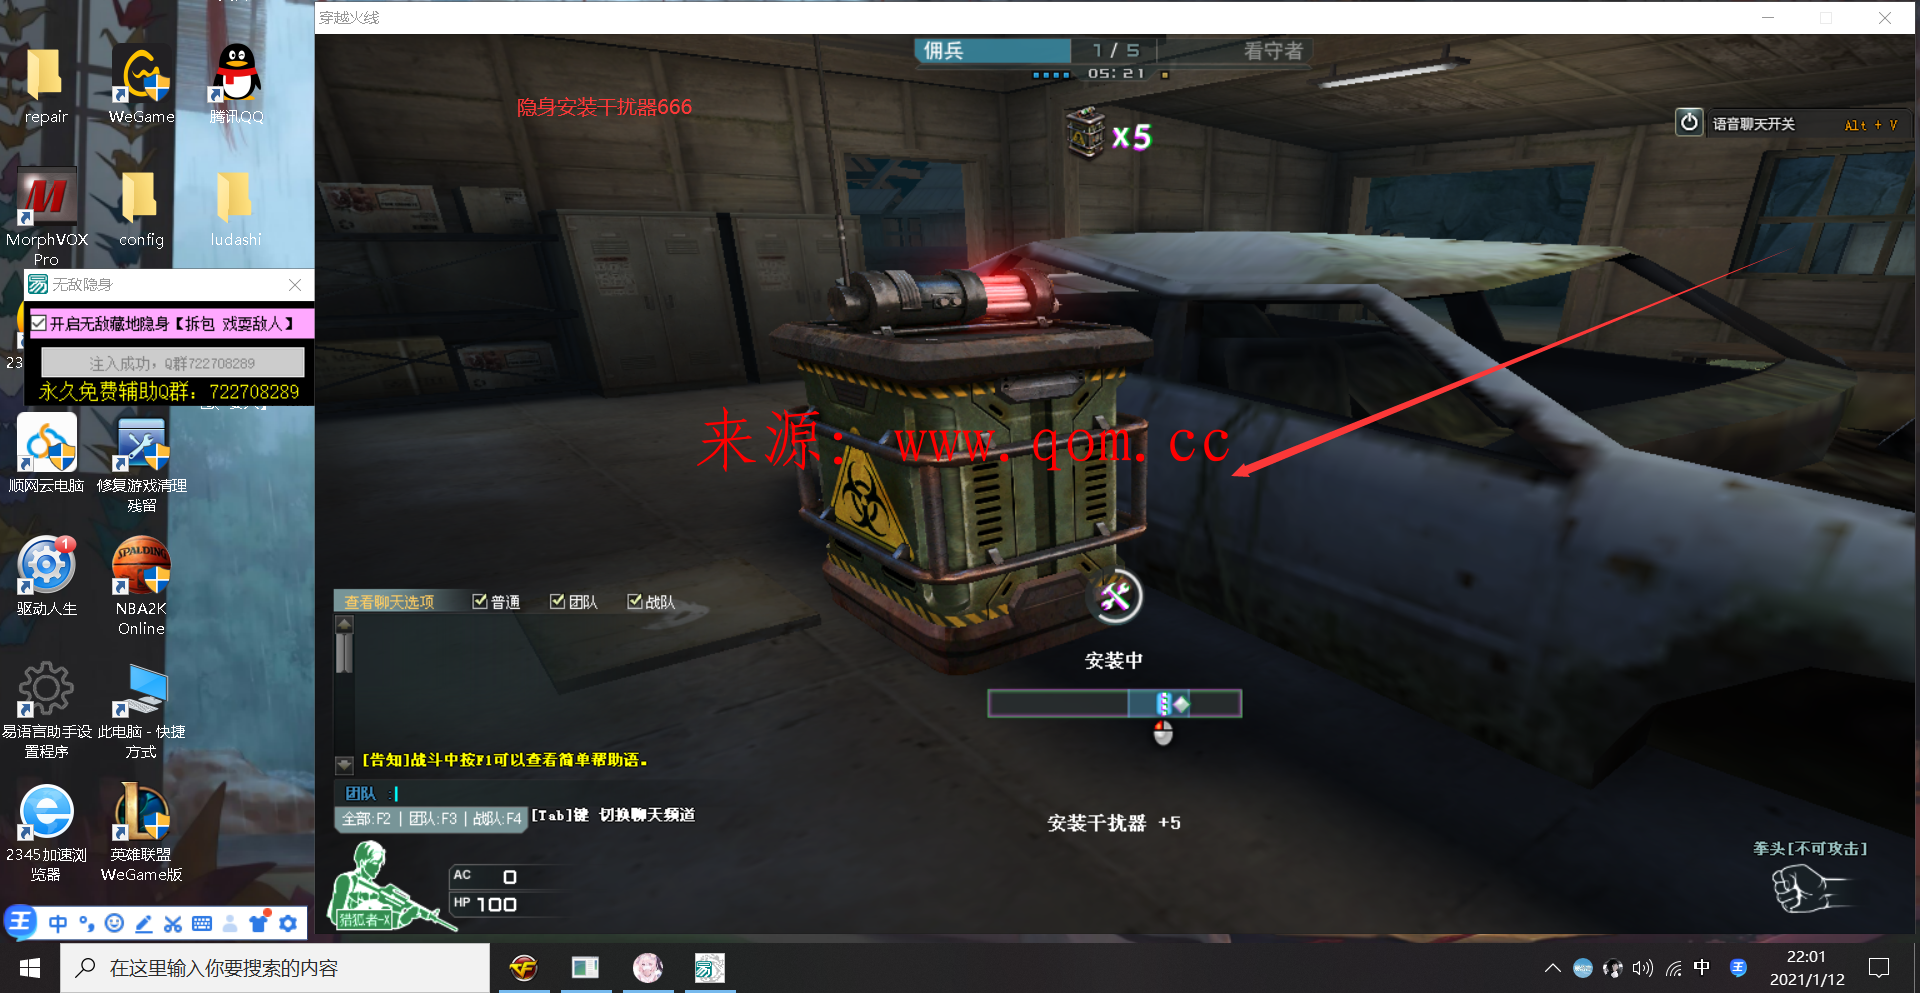 穿越火线
佣兵
1 / 5
看守者
05:21
隐身安装干扰器666
x5
语音聊天开关
Alt + V
repair
WeGame
腾讯QQ
MorphVOX
Pro
config
ludashi
无敌隐身
开启无敌藏地隐身【拆包 戏耍敌人】
注入成功，Q群722708289
永久免费辅助Q群：722708289
23
来源：www.qom.cc
顺网云电脑
修复游戏清理
残留
1
驱动人生
SPALDING
NBA2K
Online
查看聊天选项
普通
团队
战队
安装中
易语言助手设
置程序
此电脑 - 快捷
方式
[告知]战斗中按F1可以查看简单帮助语。
团队 :
全部:F2 | 团队:F3 | 战队:F4
[Tab]键 切换聊天频道
安装干扰器 +5
2345加速浏
览器
英雄联盟
WeGame版
AC 0
HP 100
猎狐者-X
拳头[不可攻击]
王
中
在这里输入你要搜索的内容
中
王
22:01
2021/1/12